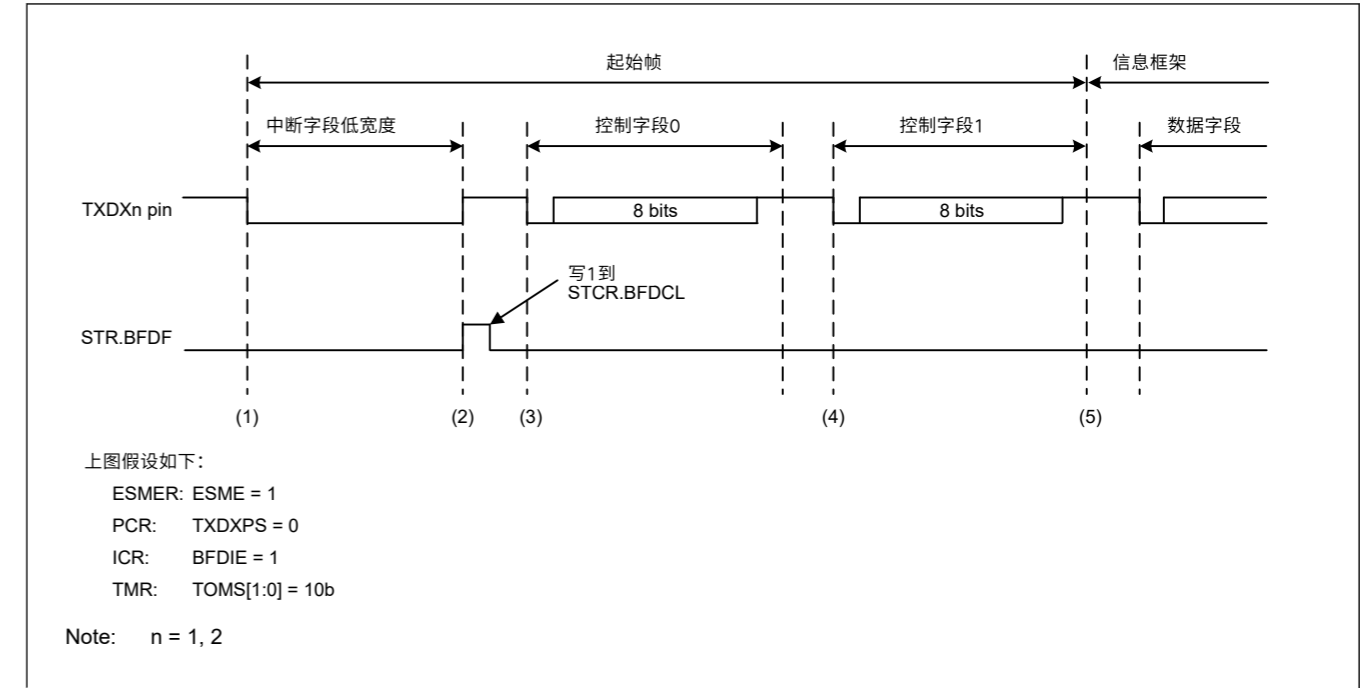 起始帧
信息框架
中断字段低宽度
控制字段0
控制字段1
数据字段
TXDXn pin
8 bits
8 bits
写1到
STCR.BFDCL
STR.BFDF
(1)
(2)
(3)
(4)
(5)
上图假设如下：
ESMER: ESME = 1
PCR: TXDXPS = 0
ICR: BFDIE = 1
TMR: TOMS[1:0] = 10b
Note: n = 1, 2